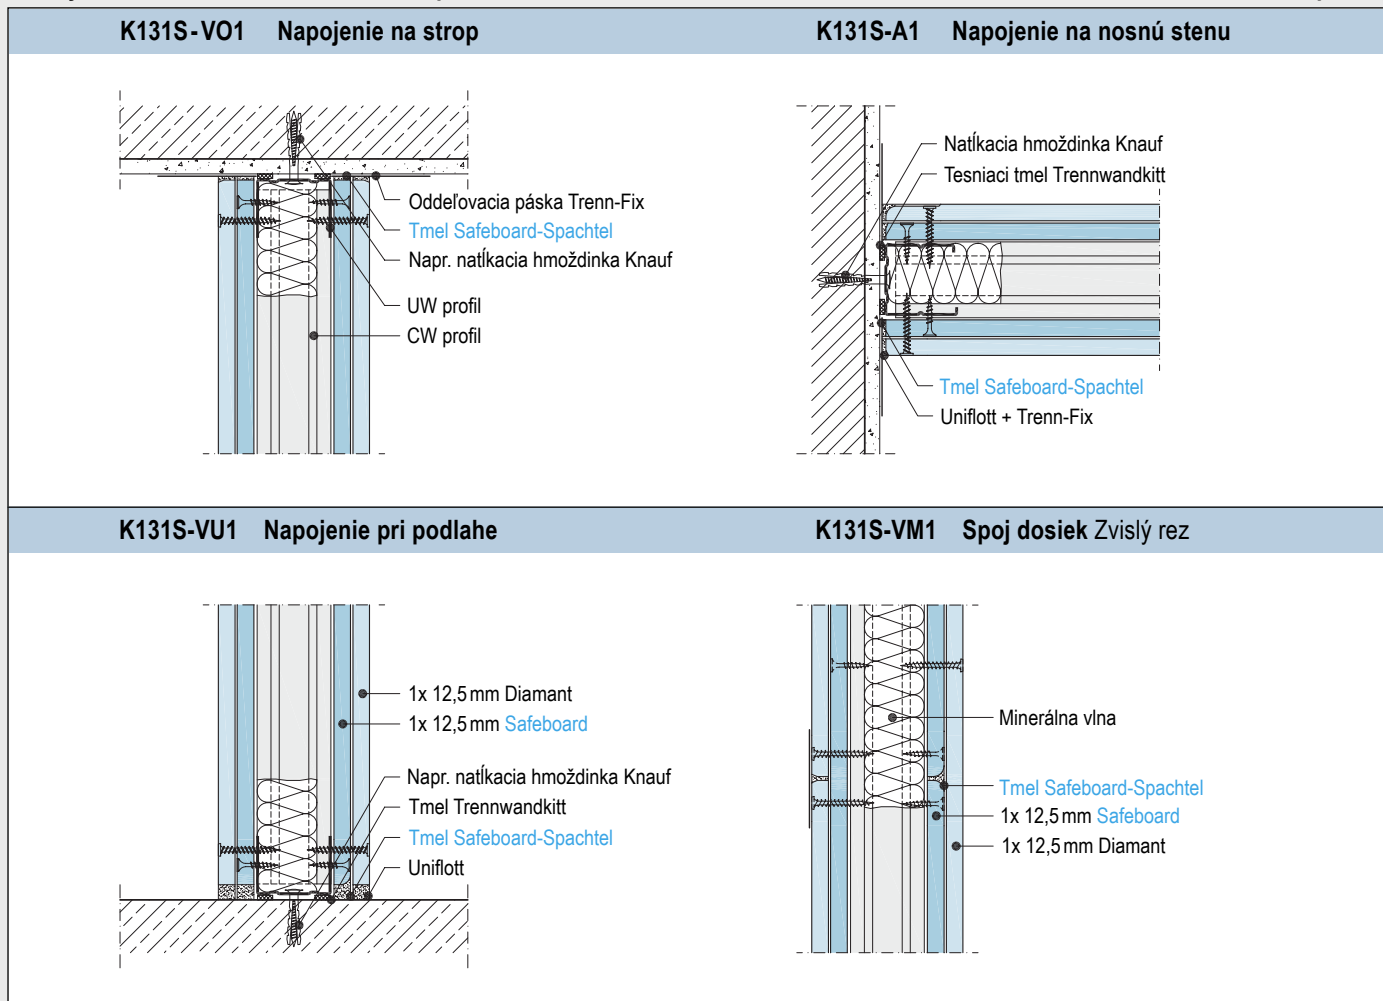 K131S-VO1 Napojenie na strop
Oddeľovacia páska Trenn-Fix
Tmel Safeboard-Spachtel
Napr. natĺkacia hmoždinka Knauf
UW profil
CW profil
K131S-A1 Napojenie na nosnú stenu
Natĺkacia hmoždinka Knauf
Tesniaci tmel Trennwandkitt
Tmel Safeboard-Spachtel
Uniflott + Trenn-Fix
K131S-VU1 Napojenie pri podlahe
1x 12,5 mm Diamant
1x 12,5 mm Safeboard
Napr. natĺkacia hmoždinka Knauf
Tmel Trennwandkitt
Tmel Safeboard-Spachtel
Uniflott
K131S-VM1 Spoj dosiek Zvislý rez
Minerálna vlna
Tmel Safeboard-Spachtel
1x 12,5 mm Safeboard
1x 12,5 mm Diamant